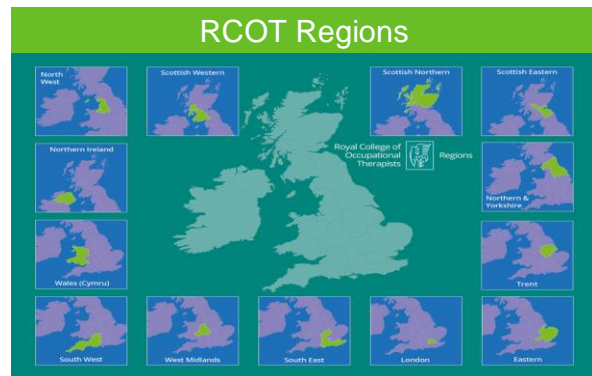 RCOT Regions
North
West
Scottish Western
Scottish Northern
Scottish Eastern
Royal College of
Occupational
Therapists
Regions
Northern Ireland
Northern &
Yorkshire
Wales (Cymru)
Trent
South West
West Midlands
South East
London
Eastern